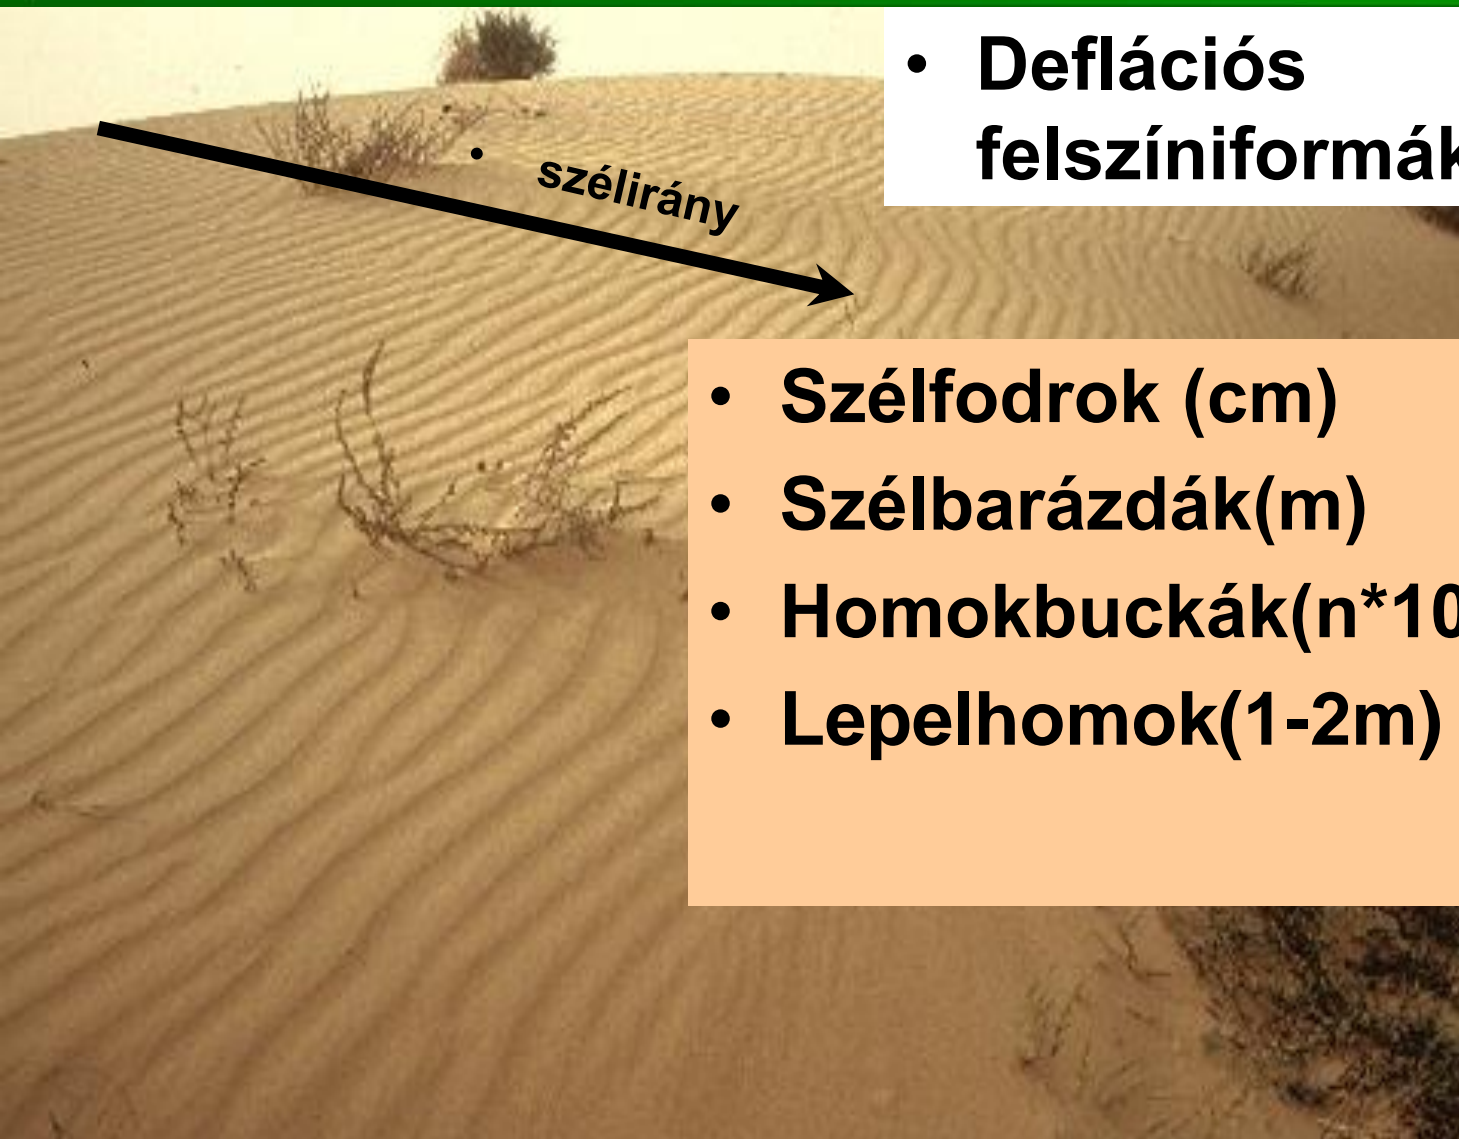 • Deflációs
felszíniformák
• szélirány
• Szélfodrok (cm)
• Szélbarázdák(m)
• Homokbuckák(n*10
• Lepelhomok(1-2m)